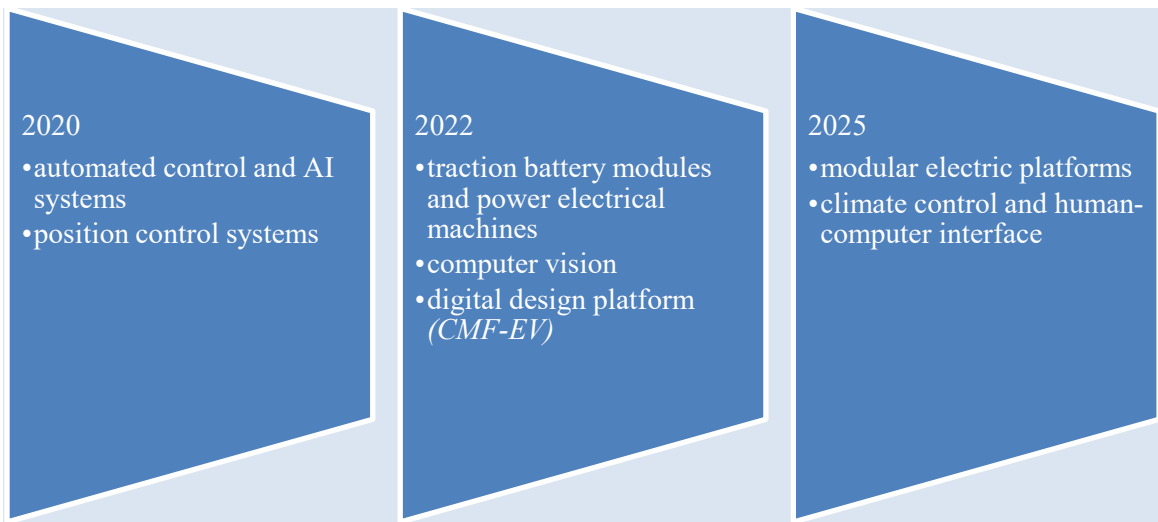 2020
•automated control and AI
systems
•position control systems
2022
•traction battery modules
and power electrical
machines
•computer vision
•digital design platform
(CMF-EV)
2025
•modular electric platforms
•climate control and human-
computer interface